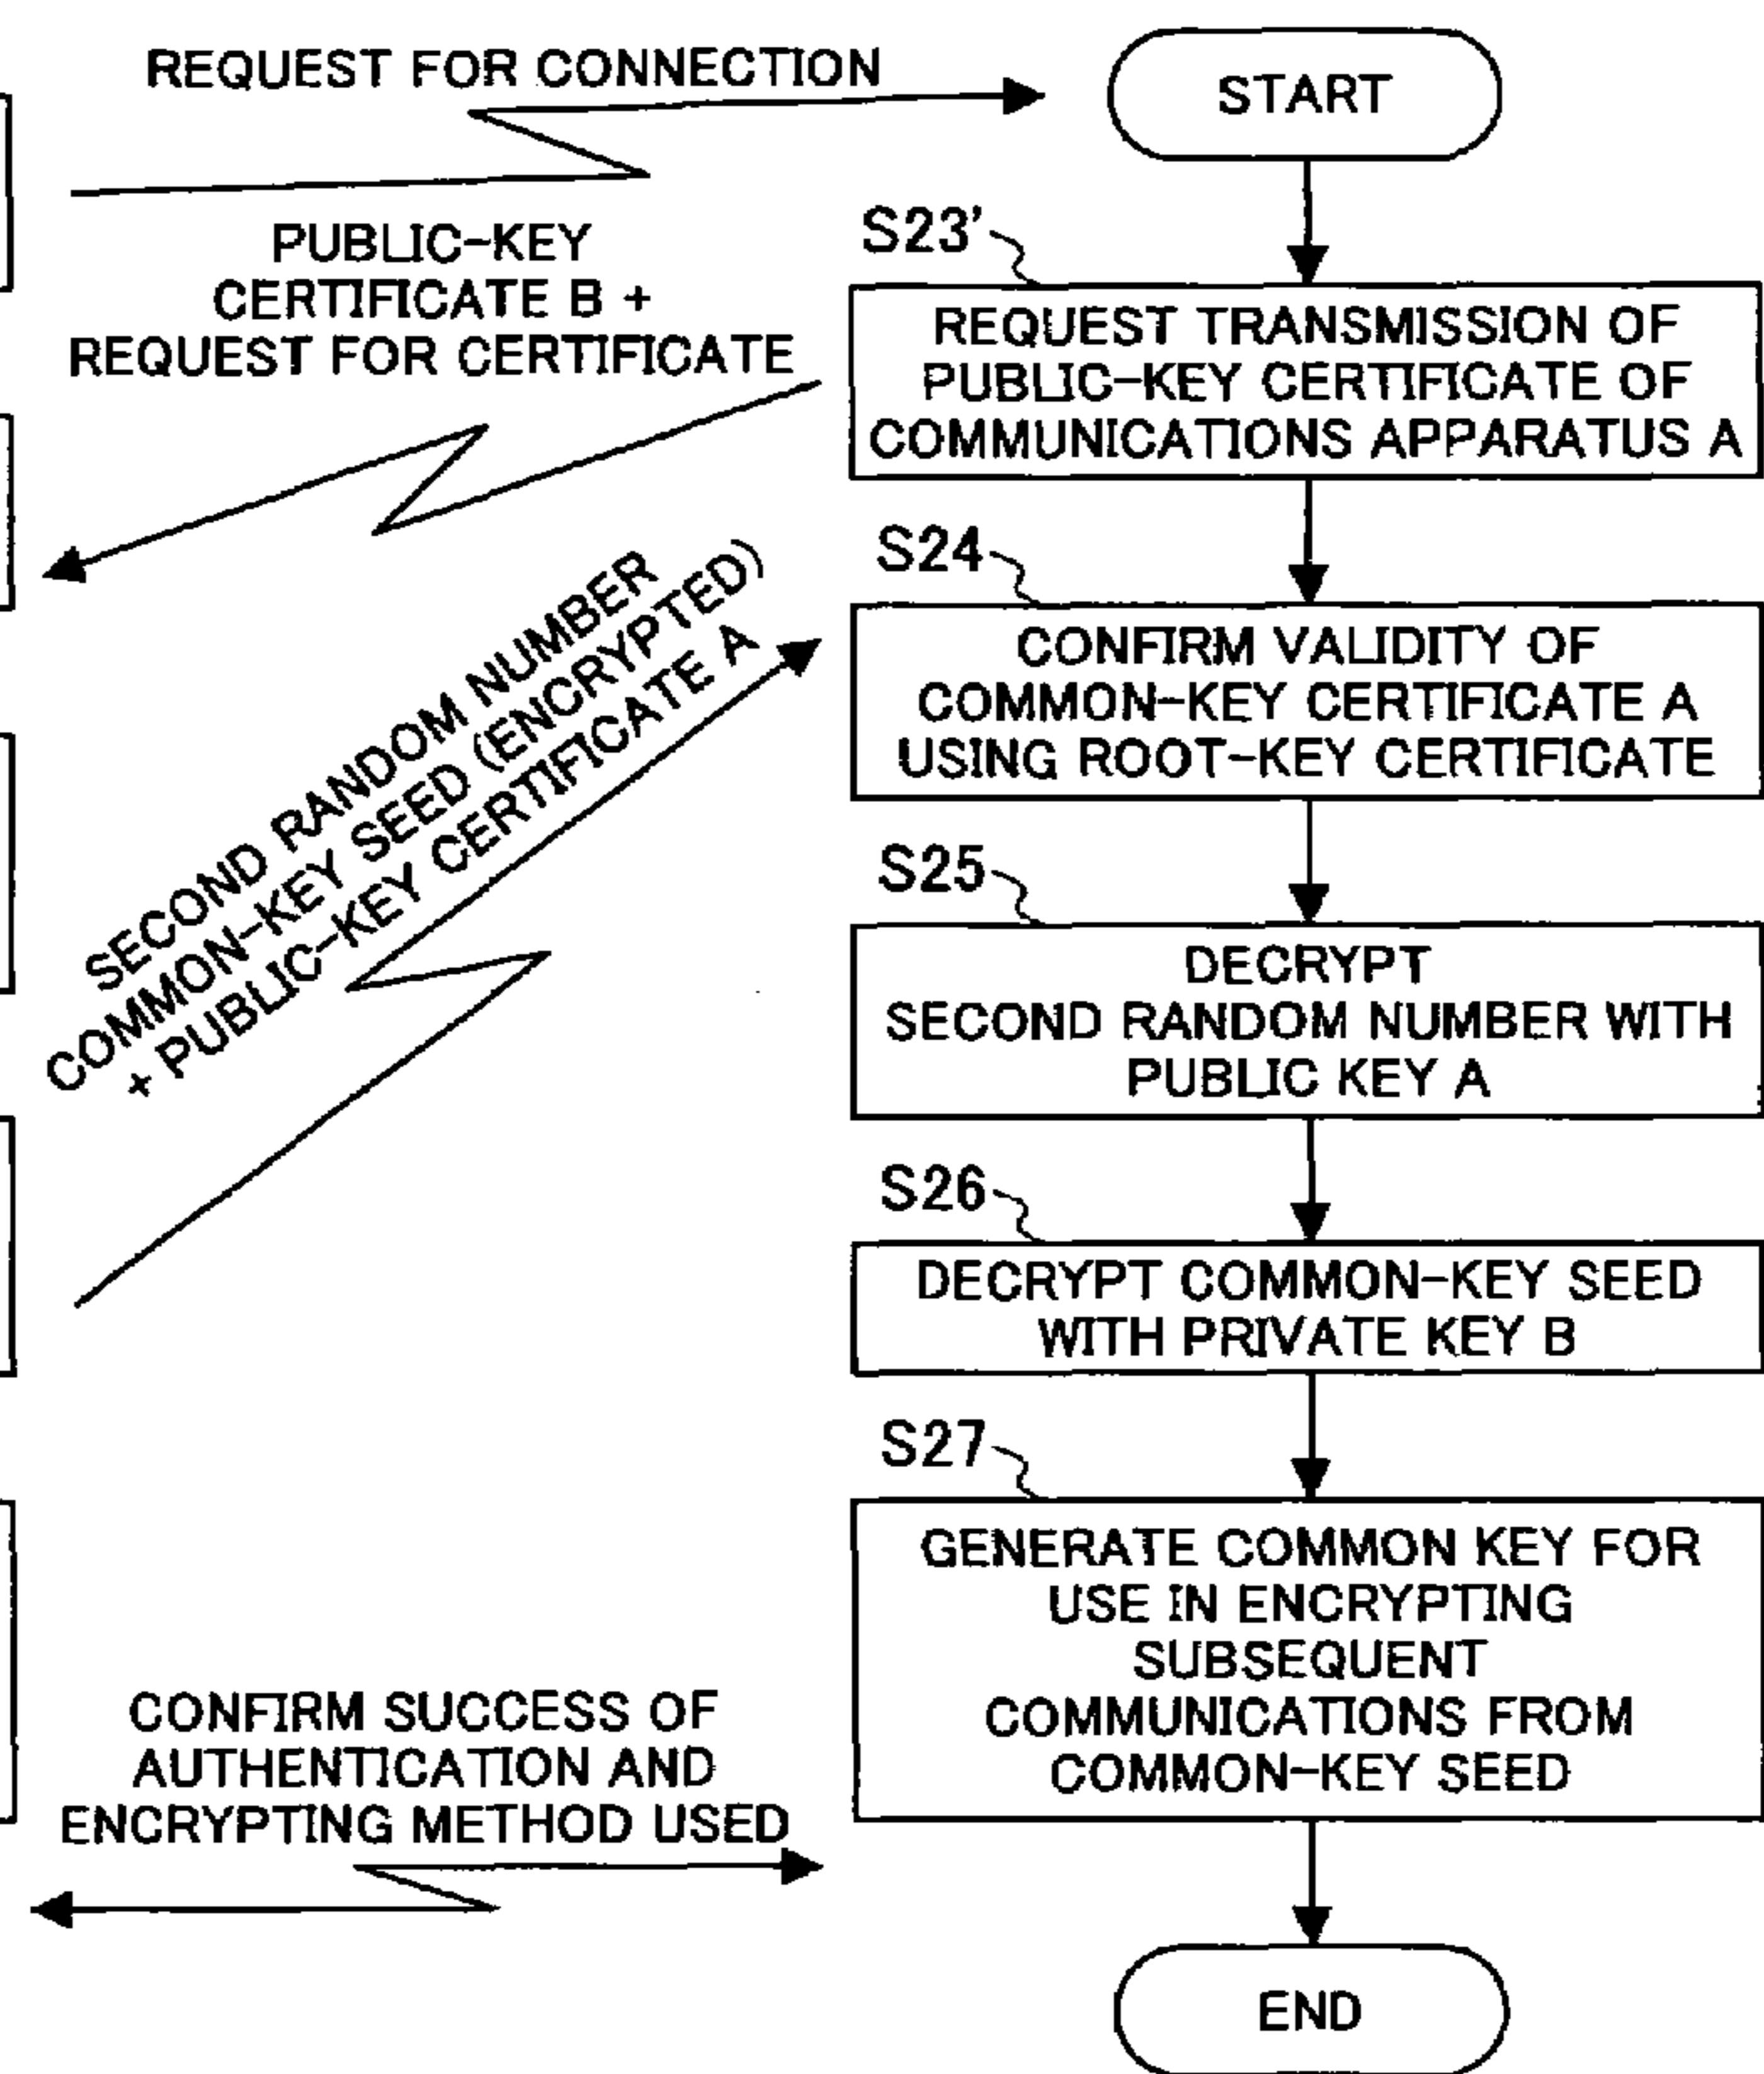 REQUEST FOR CONNECTION
START
PUBLIC-KEY
CERTIFICATE B +
REQUEST FOR CERTIFICATE
S23'
REQUEST TRANSMISSION OF
PUBLIC-KEY CERTIFICATE OF
COMMUNICATIONS APPARATUS A
SECOND RANDOM NUMBER
COMMON-KEY SEED (ENCRYPTED)
+ PUBLIC-KEY CERTIFICATE A
S24
CONFIRM VALIDITY OF
COMMON-KEY CERTIFICATE A
USING ROOT-KEY CERTIFICATE
S25
DECRYPT
SECOND RANDOM NUMBER WITH
PUBLIC KEY A
S26
DECRYPT COMMON-KEY SEED
WITH PRIVATE KEY B
S27
GENERATE COMMON KEY FOR
USE IN ENCRYPTING
SUBSEQUENT
COMMUNICATIONS FROM
COMMON-KEY SEED
CONFIRM SUCCESS OF
AUTHENTICATION AND
ENCRYPTING METHOD USED
END